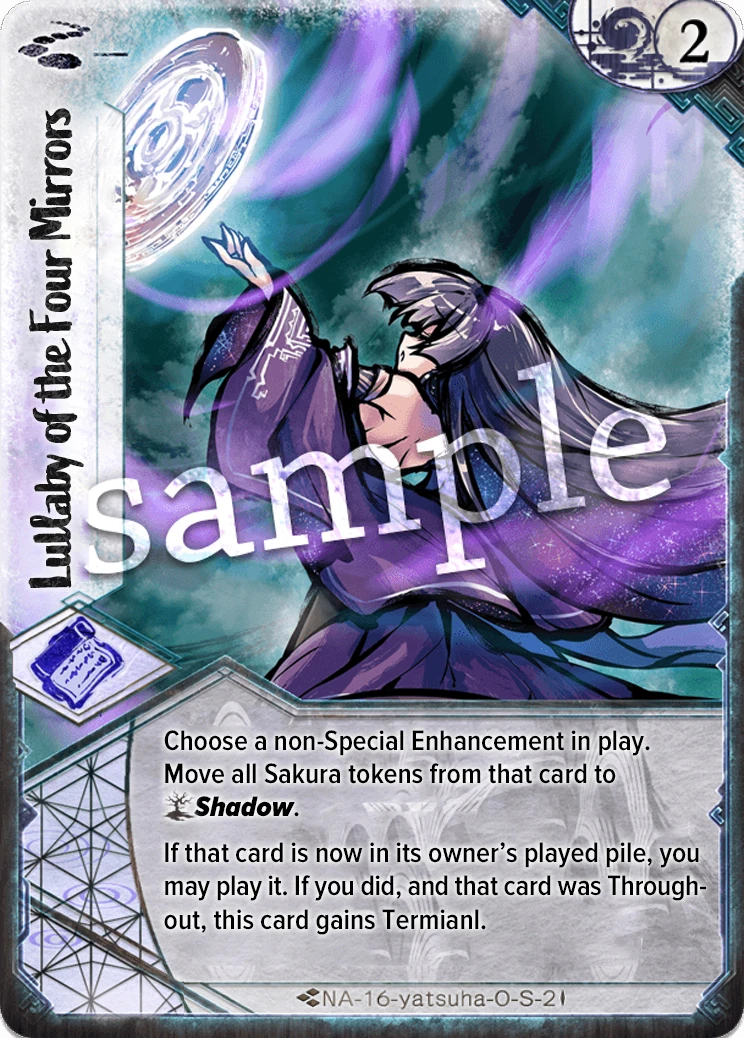 2
Lullaby of the Four Mirrors
sample
Choose a non-Special Enhancement in play.
Move all Sakura tokens from that card to
Shadow.
If that card is now in its owner's played pile, you
may play it. If you did, and that card was Through-
out, this card gains Termianl.
NA-16-yatsuha-O-S-2